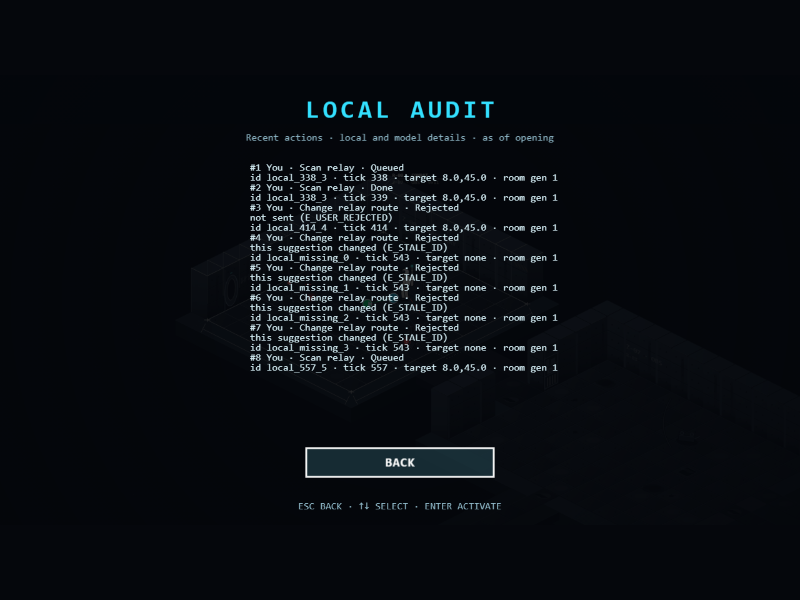 LOCAL AUDIT
Recent actions · local and model details · as of opening
#1 You · Scan relay · Queued
id local_338_3 · tick 338 · target 8.0,45.0 · room gen 1
#2 You · Scan relay · Done
id local_338_3 · tick 339 · target 8.0,45.0 · room gen 1
#3 You · Change relay route · Rejected
not sent (E_USER_REJECTED)
id local_414_4 · tick 414 · target 8.0,45.0 · room gen 1
#4 You · Change relay route · Rejected
this suggestion changed (E_STALE_ID)
id local_missing_0 · tick 543 · target none · room gen 1
#5 You · Change relay route · Rejected
this suggestion changed (E_STALE_ID)
id local_missing_1 · tick 543 · target none · room gen 1
#6 You · Change relay route · Rejected
this suggestion changed (E_STALE_ID)
id local_missing_2 · tick 543 · target none · room gen 1
#7 You · Change relay route · Rejected
this suggestion changed (E_STALE_ID)
id local_missing_3 · tick 543 · target none · room gen 1
#8 You · Scan relay · Queued
id local_557_5 · tick 557 · target 8.0,45.0 · room gen 1
BACK
ESC BACK · ↑↓ SELECT · ENTER ACTIVATE